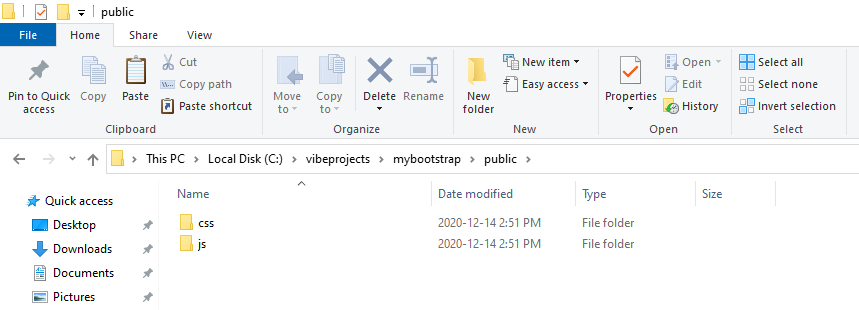 public
File Home Share View
Pin to Quick access
Copy
Paste
Cut
Copy path
Paste shortcut
Clipboard
Move to
Copy to
Delete
Rename
Organize
New folder
New item
Easy access
New
Properties
Open
Edit
History
Open
Select all
Select none
Invert selection
Select
This PC > Local Disk (C:) > vibeprojects > mybootstrap > public >
Name Date modified Type Size
Quick access
Desktop
Downloads
Documents
Pictures
css 2020-12-14 2:51 PM File folder
js 2020-12-14 2:51 PM File folder